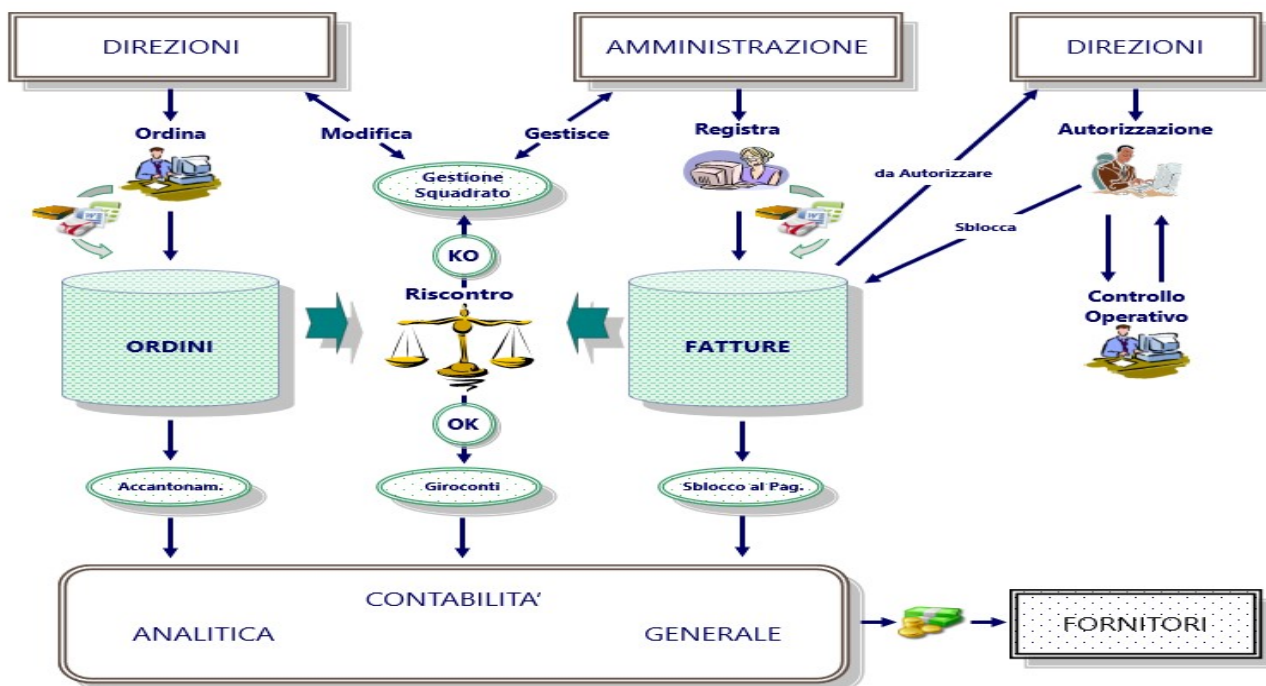 DIREZIONI
AMMINISTRAZIONE
DIREZIONI
Ordina
Modifica
Gestisce
Registra
Autorizzazione
Gestione
Squadrato
da Autorizzare
Sblocca
KO
Riscontro
Controllo
Operativo
ORDINI
FATTURE
OK
Accantonam.
Giroconti
Sblocco al Pag.
CONTABILITA’
ANALITICA
GENERALE
FORNITORI